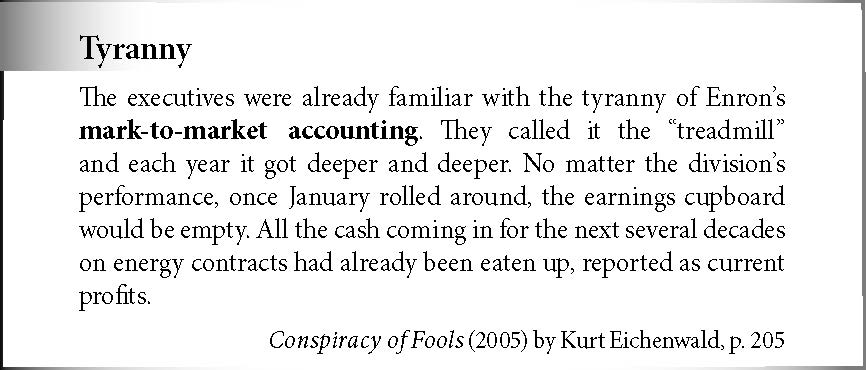 Tyranny
The executives were already familiar with the tyranny of Enron’s
mark-to-market accounting. They called it the “treadmill”
and each year it got deeper and deeper. No matter the division’s
performance, once January rolled around, the earnings cupboard
would be empty. All the cash coming in for the next several decades
on energy contracts had already been eaten up, reported as current
profits.
Conspiracy of Fools (2005) by Kurt Eichenwald, p. 205